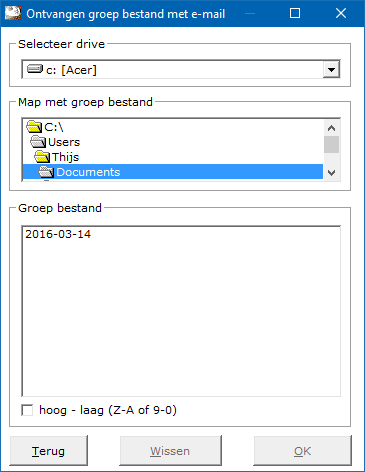 Ontvangen groep bestand met e-mail
Selecteer drive
c: [Acer]
Map met groep bestand
C:\
Users
Thijs
Documents
Groep bestand
2016-03-14
hoog - laag (Z-A of 9-0)
Terug Wissen OK